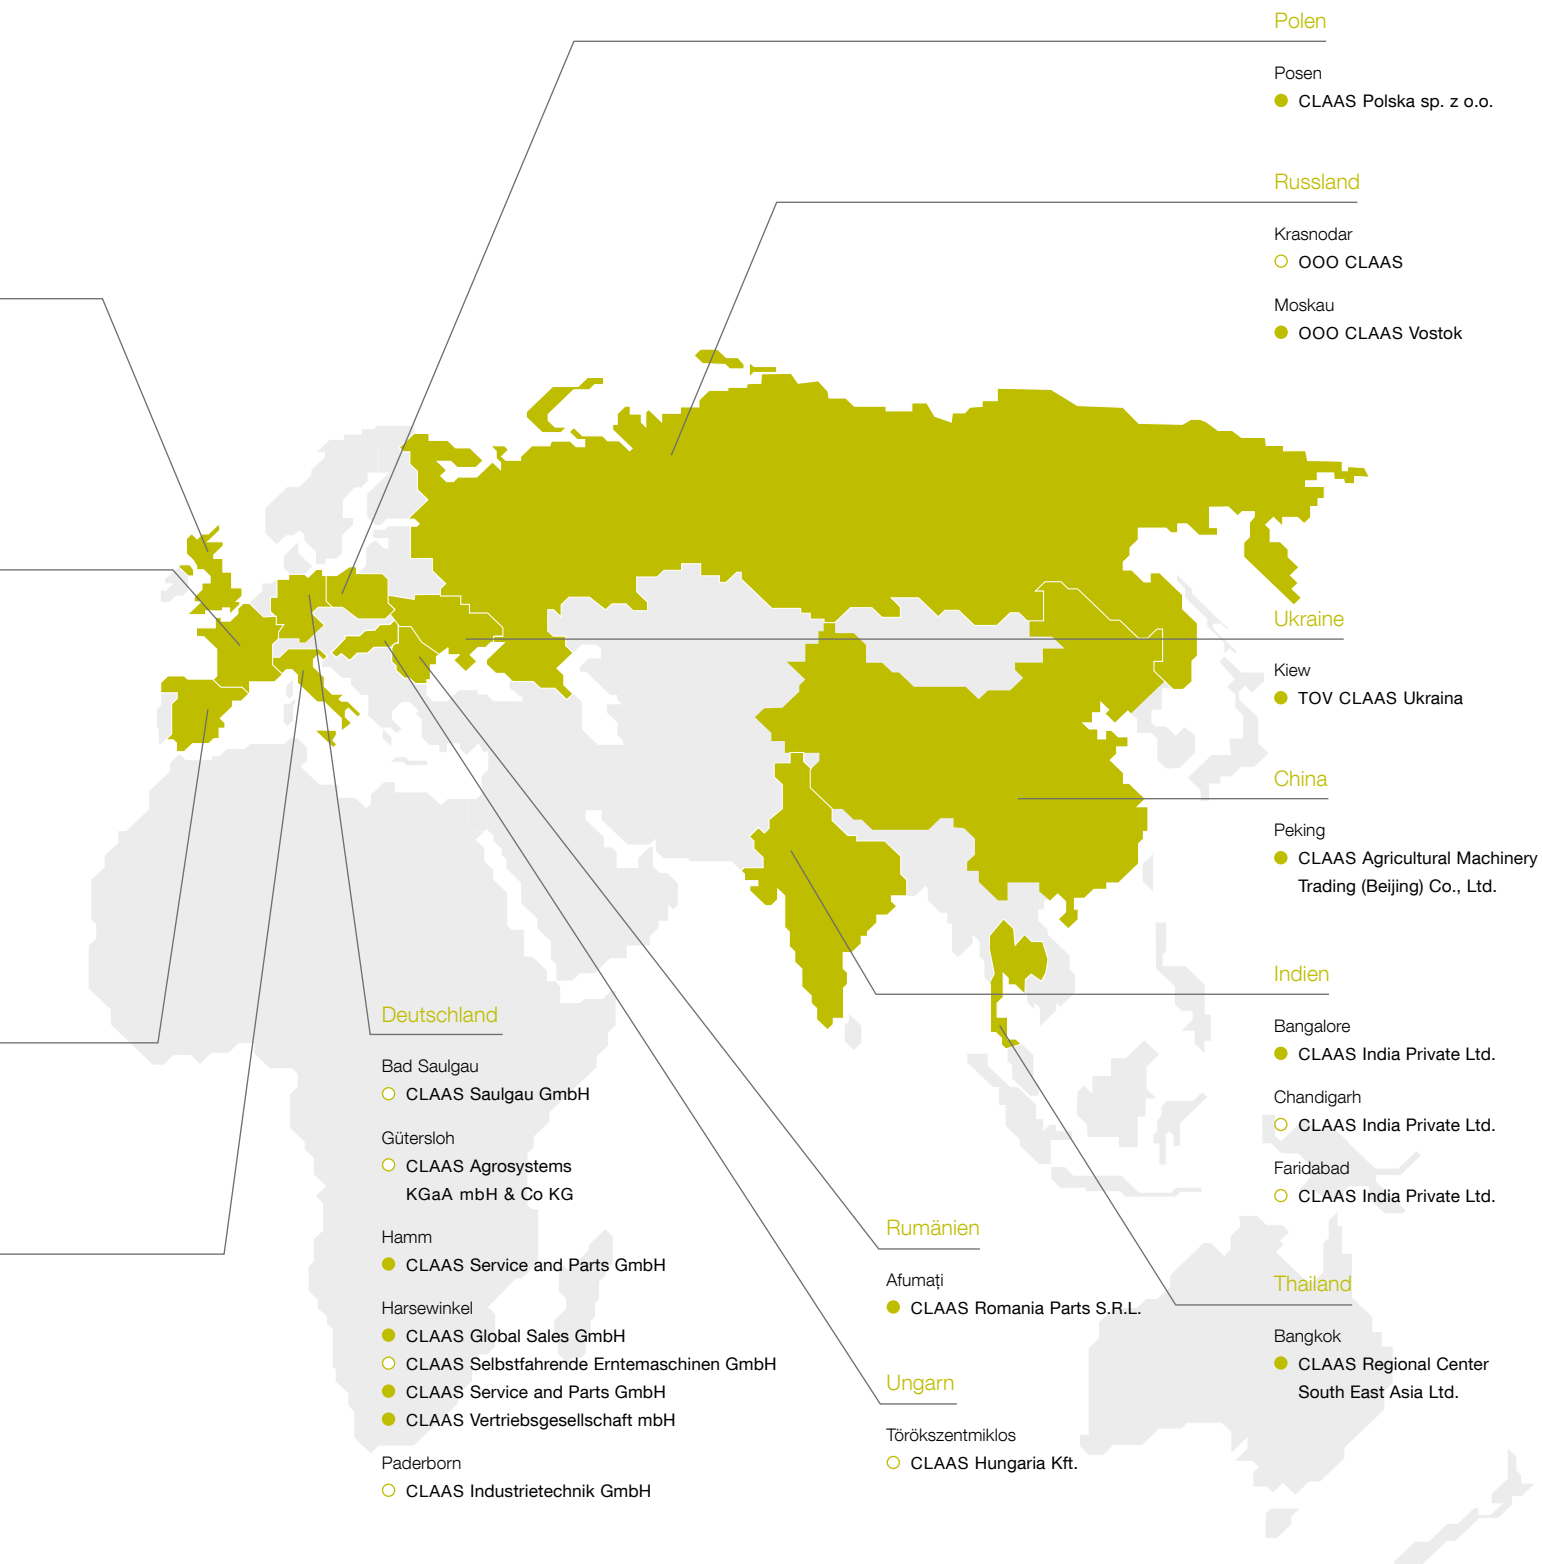 Polen
Posen
CLAAS Polska sp. z o.o.
Russland
Krasnodar
OOO CLAAS
Moskau
OOO CLAAS Vostok
Ukraine
Kiew
TOV CLAAS Ukraina
China
Peking
CLAAS Agricultural Machinery
Trading (Beijing) Co., Ltd.
Indien
Bangalore
CLAAS India Private Ltd.
Chandigarh
CLAAS India Private Ltd.
Faridabad
CLAAS India Private Ltd.
Thailand
Bangkok
CLAAS Regional Center
South East Asia Ltd.
Deutschland
Bad Saulgau
CLAAS Saulgau GmbH
Gütersloh
CLAAS Agrosystems
KGaA mbH & Co KG
Hamm
CLAAS Service and Parts GmbH
Harsewinkel
CLAAS Global Sales GmbH
CLAAS Selbstfahrende Erntemaschinen GmbH
CLAAS Service and Parts GmbH
CLAAS Vertriebsgesellschaft mbH
Paderborn
CLAAS Industrietechnik GmbH
Rumänien
Afumați
CLAAS Romania Parts S.R.L.
Ungarn
Törökszentmiklos
CLAAS Hungaria Kft.